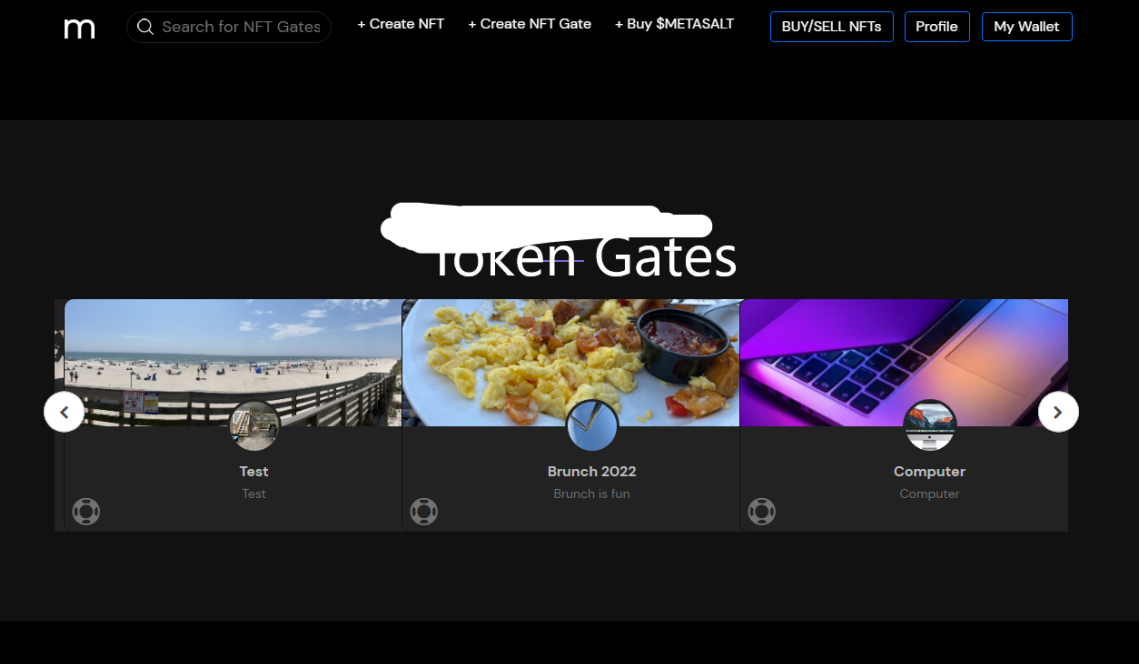 m
Search for NFT Gates
+ Create NFT
+ Create NFT Gate
+ Buy $METASALT
BUY/SELL NFTs
Profile
My Wallet
Token Gates
Test
Test
Brunch 2022
Brunch is fun
Computer
Computer